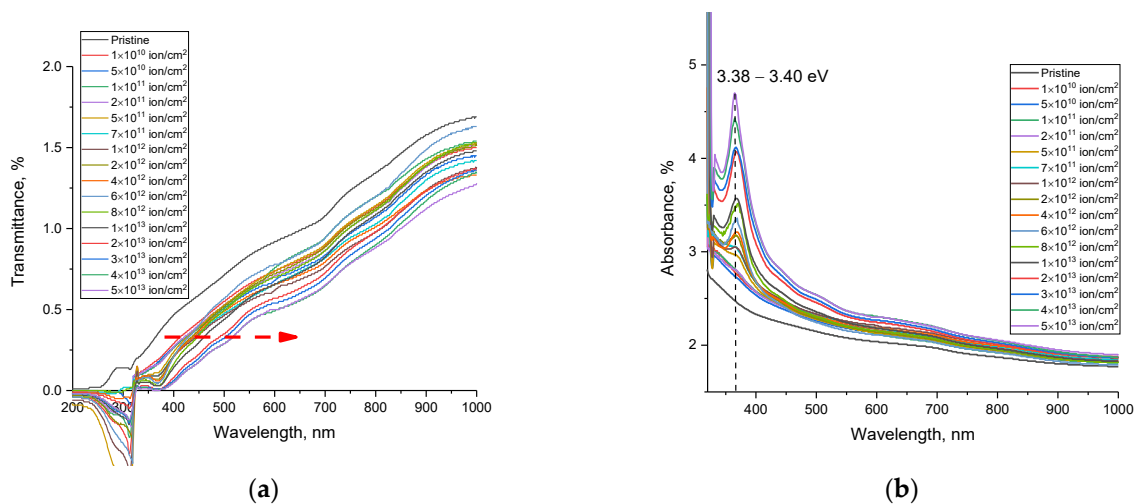 Pristine
1×10¹⁰ ion/cm²
5×10¹⁰ ion/cm²
1×10¹¹ ion/cm²
2×10¹¹ ion/cm²
5×10¹¹ ion/cm²
7×10¹¹ ion/cm²
1×10¹² ion/cm²
2×10¹² ion/cm²
4×10¹² ion/cm²
6×10¹² ion/cm²
8×10¹² ion/cm²
1×10¹³ ion/cm²
2×10¹³ ion/cm²
3×10¹³ ion/cm²
4×10¹³ ion/cm²
5×10¹³ ion/cm²
2.0
1.5
1.0
0.5
0.0
Transmittance, %
200 300 400 500 600 700 800 900 1000
Wavelength, nm
(a)
3.38 – 3.40 eV
Pristine
1×10¹⁰ ion/cm²
5×10¹⁰ ion/cm²
1×10¹¹ ion/cm²
2×10¹¹ ion/cm²
5×10¹¹ ion/cm²
7×10¹¹ ion/cm²
1×10¹² ion/cm²
2×10¹² ion/cm²
4×10¹² ion/cm²
6×10¹² ion/cm²
8×10¹² ion/cm²
1×10¹³ ion/cm²
2×10¹³ ion/cm²
3×10¹³ ion/cm²
4×10¹³ ion/cm²
5×10¹³ ion/cm²
5
4
3
2
Absorbance, %
400 500 600 700 800 900 1000
Wavelength, nm
(b)